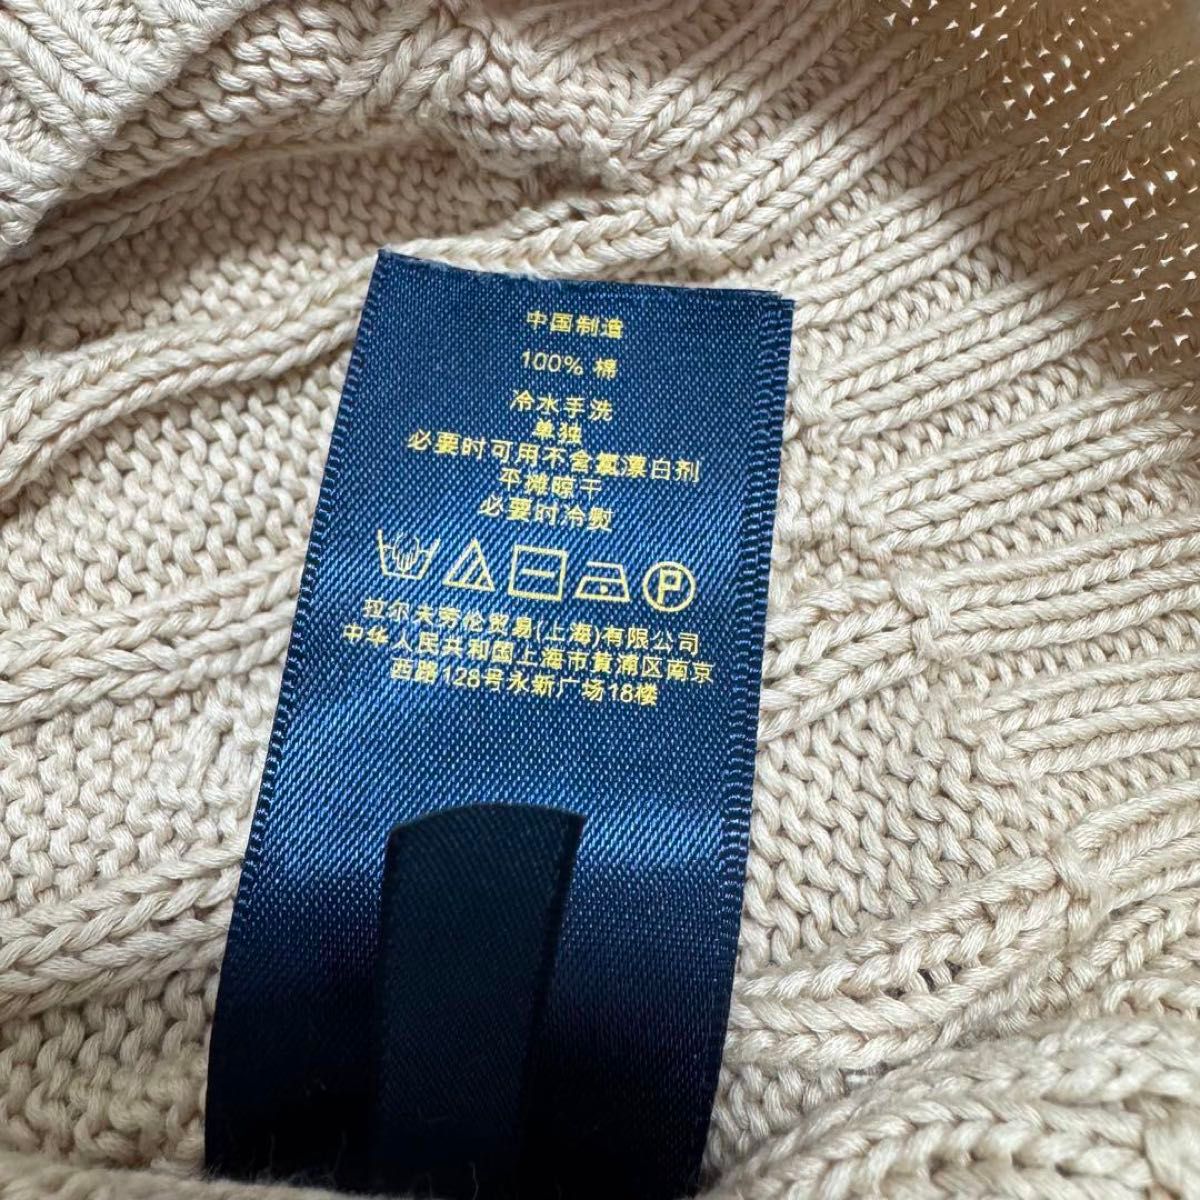 中国制造
100% 棉
冷水手洗
单独
必要时可用不含氯漂白剂
平摊晾干
必要时冷熨
P
拉尔夫劳伦贸易(上海)有限公司
中华人民共和国上海市黄浦区南京
西路128号永新广场18楼